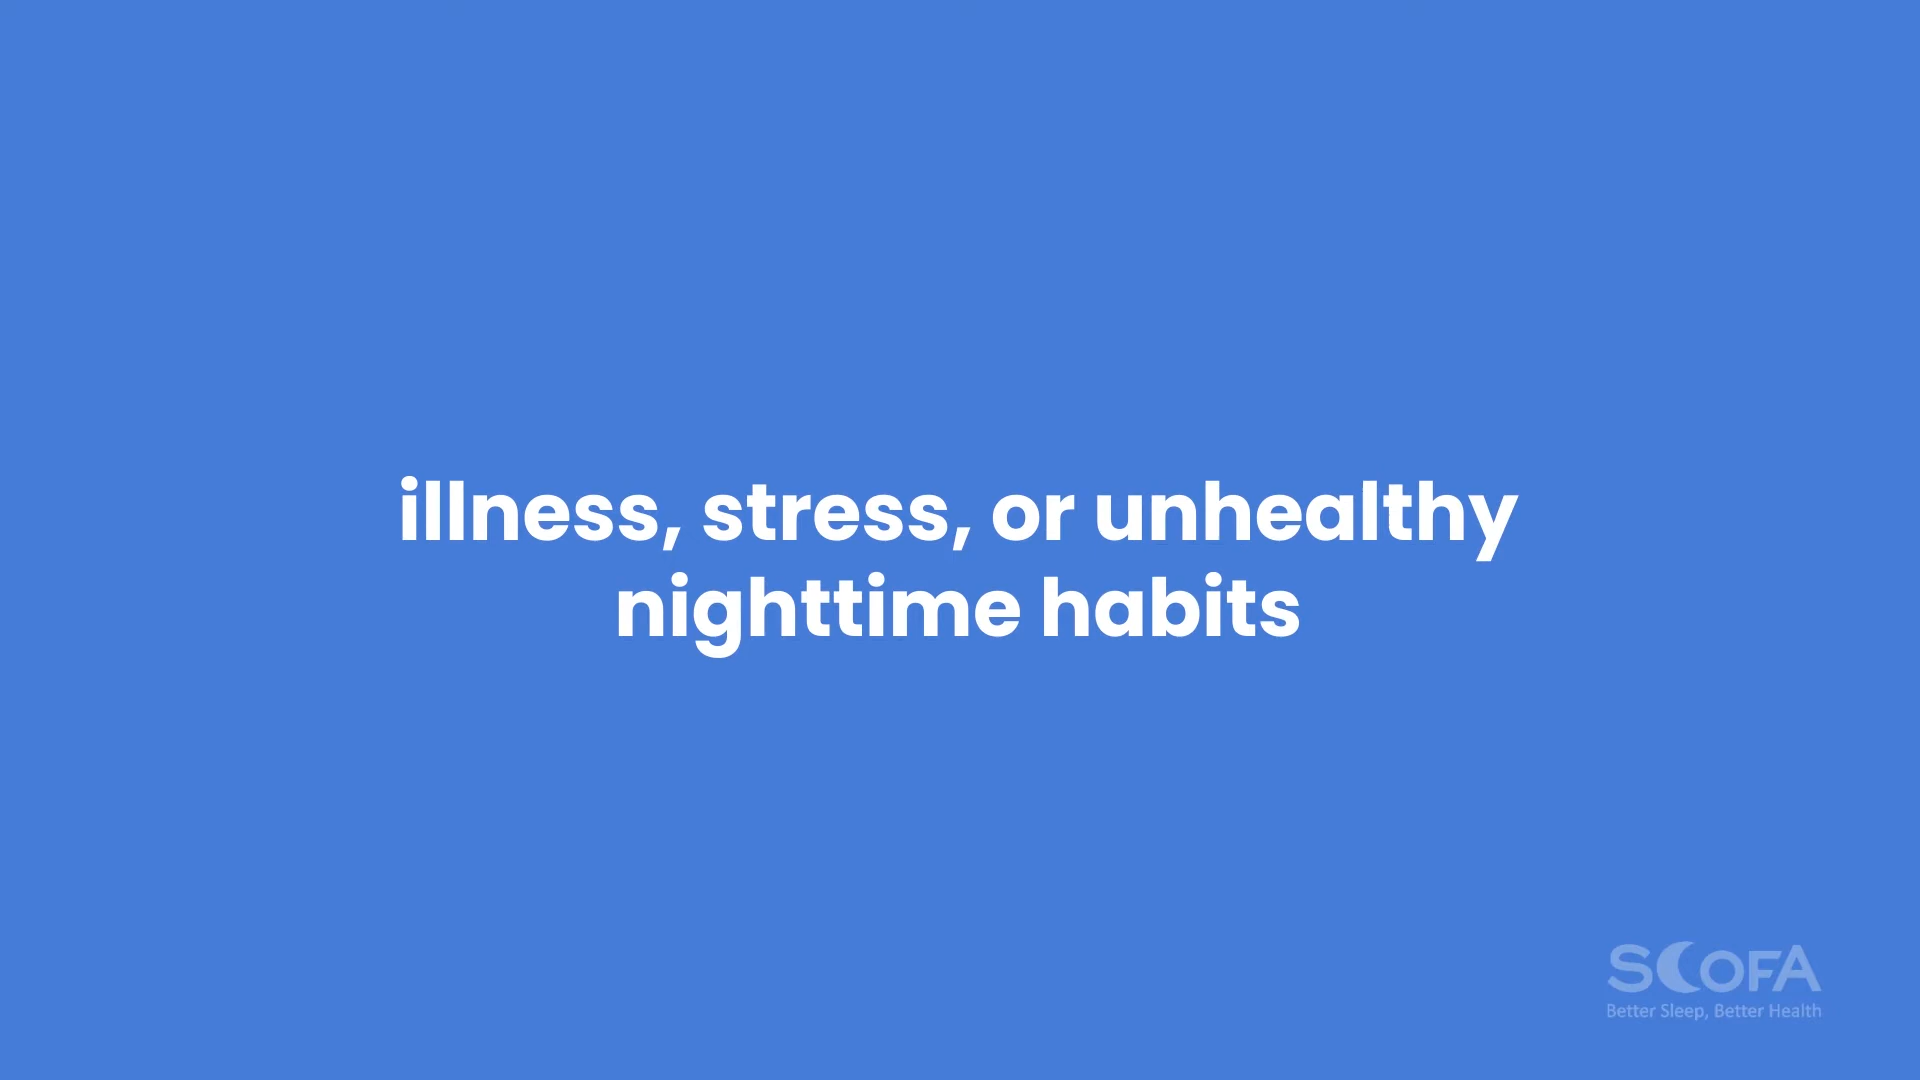 illness, stress, or unhealthy
nighttime habits
SCOFA
Better Sleep, Better Health